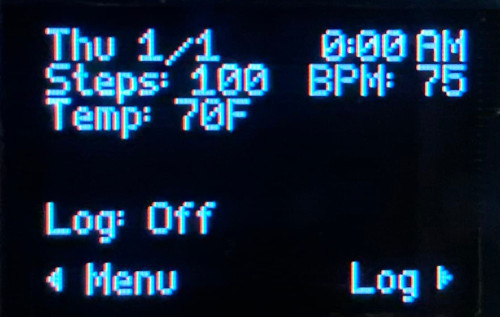 Thu 1/1 0:00 AM
Steps: 100 BPM: 75
Temp: 70F
Log: Off
Menu Log